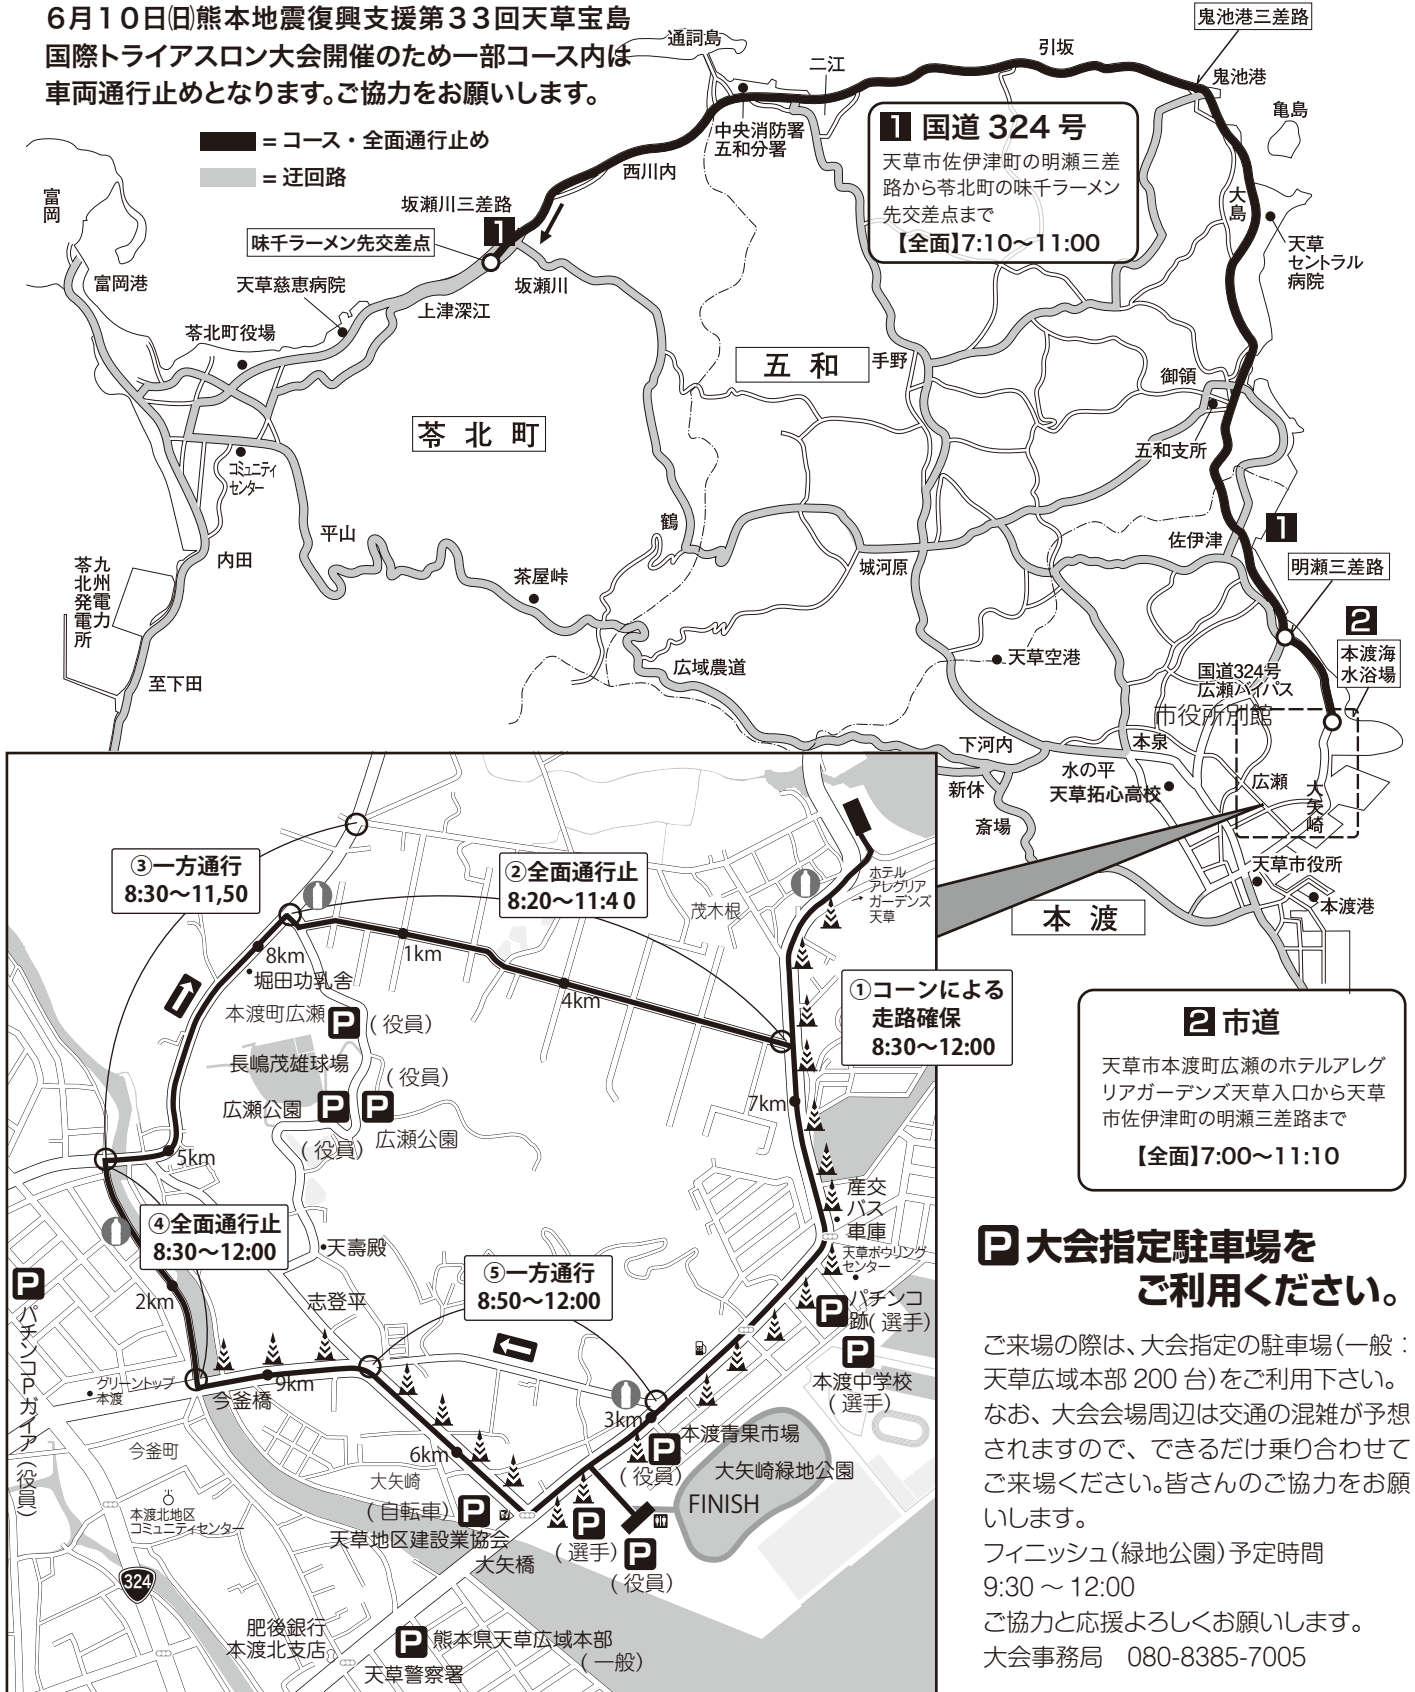 6月10日㈰熊本地震復興支援第33回天草宝島
国際トライアスロン大会開催のため一部コース内は
車両通行止めとなります。ご協力をお願いします。
= コース・全面通行止め
= 迂回路
鬼池港三差路
通詞島
引坂
二江
鬼池港
亀島
中央消防署
五和分署
1 国道 324 号
天草市佐伊津町の明瀬三差
路から苓北町の味千ラーメン
先交差点まで
【全面】7:10〜11:00
西川内
富岡
坂瀬川三差路
1
味千ラーメン先交差点
大島
天草
セントラル
病院
富岡港
天草慈恵病院
坂瀬川
上津深江
苓北町役場
五 和
手野
御領
苓 北 町
五和支所
コミュニティ
センター
鶴
1
平山
佐伊津
内田
城河原
明瀬三差路
九州電力
苓北発電所
茶屋峠
2
本渡海
水浴場
天草空港
広域農道
国道324号
広瀬バイパス
至下田
市役所別館
下河内
本泉
水の平
新休
天草拓心高校
広瀬
大矢崎
斎場
天草市役所
本渡港
本 渡
③一方通行
8:30〜11,50
②全面通行止
8:20〜11:4 0
ホテル
アレグリア
ガーデンズ
天草
茂木根
8km
堀田功乳舎
1km
4km
①コーンによる
走路確保
8:30〜12:00
本渡町広瀬
P
( 役員)
長嶋茂雄球場
( 役員)
広瀬公園
P
P
広瀬公園
( 役員)
7km
5km
④全面通行止
8:30〜12:00
産交
バス
車庫
天壽殿
天草ボウリング
センター
⑤一方通行
8:50〜12:00
P
パチンコP ガイア (役員)
2km
志登平
P
パチンコ
跡( 選手)
P
本渡中学校
( 選手)
グリーントップ
本渡
今釜橋
9km
3km
本渡青果市場
P
( 役員)
今釜町
6km
大矢崎
大矢崎緑地公園
FINISH
( 自転車)
P
本渡北地区
コミュニティセンター
天草地区建設業協会
P
( 選手)
大矢橋
P
( 役員)
324
肥後銀行
本渡北支店
P
熊本県天草広域本部
( 一般)
天草警察署
2 市道
天草市本渡町広瀬のホテルアレグ
リアガーデンズ天草入口から天草
市佐伊津町の明瀬三差路まで
【全面】7:00〜11:10
P 大会指定駐車場を
ご利用ください。
ご来場の際は、大会指定の駐車場(一般：
天草広域本部 200 台)をご利用下さい。
なお、大会会場周辺は交通の混雑が予想
されますので、できるだけ乗り合わせて
ご来場ください。皆さんのご協力をお願
いします。
フィニッシュ(緑地公園)予定時間
9:30 〜 12:00
ご協力と応援よろしくお願いします。
大会事務局 080-8385-7005